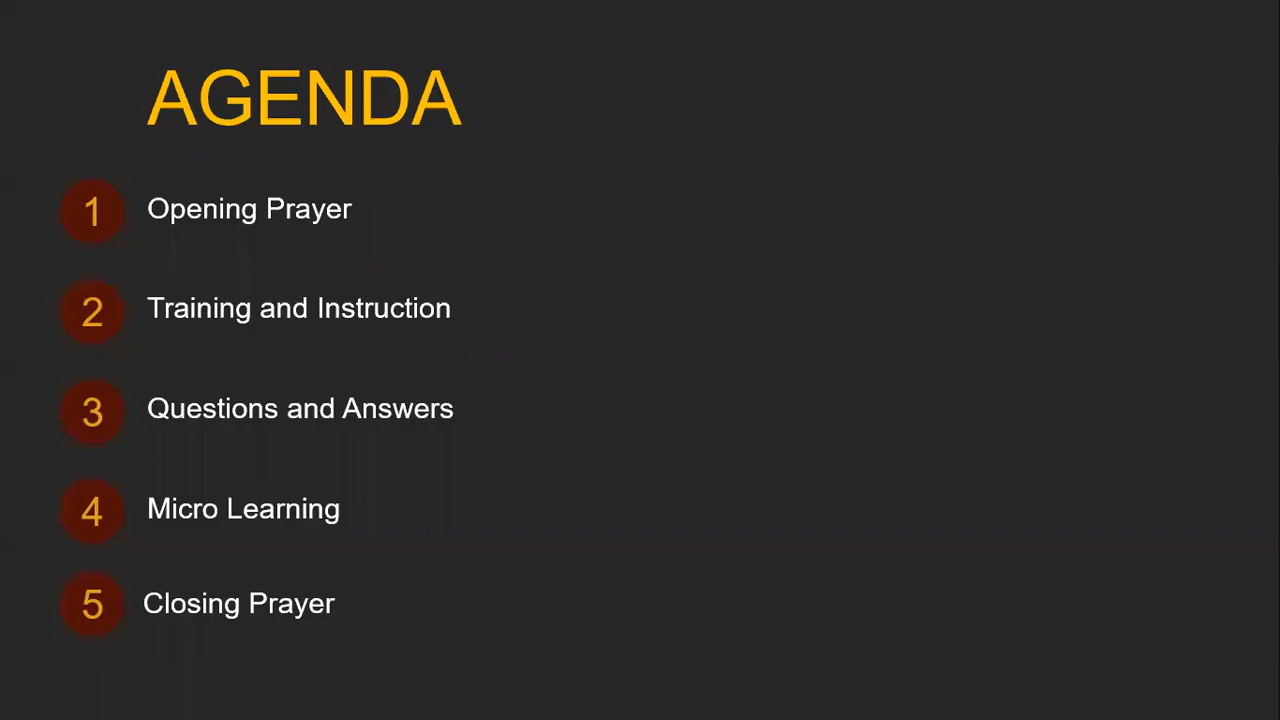 AGENDA
1 Opening Prayer
2 Training and Instruction
3 Questions and Answers
4 Micro Learning
5 Closing Prayer